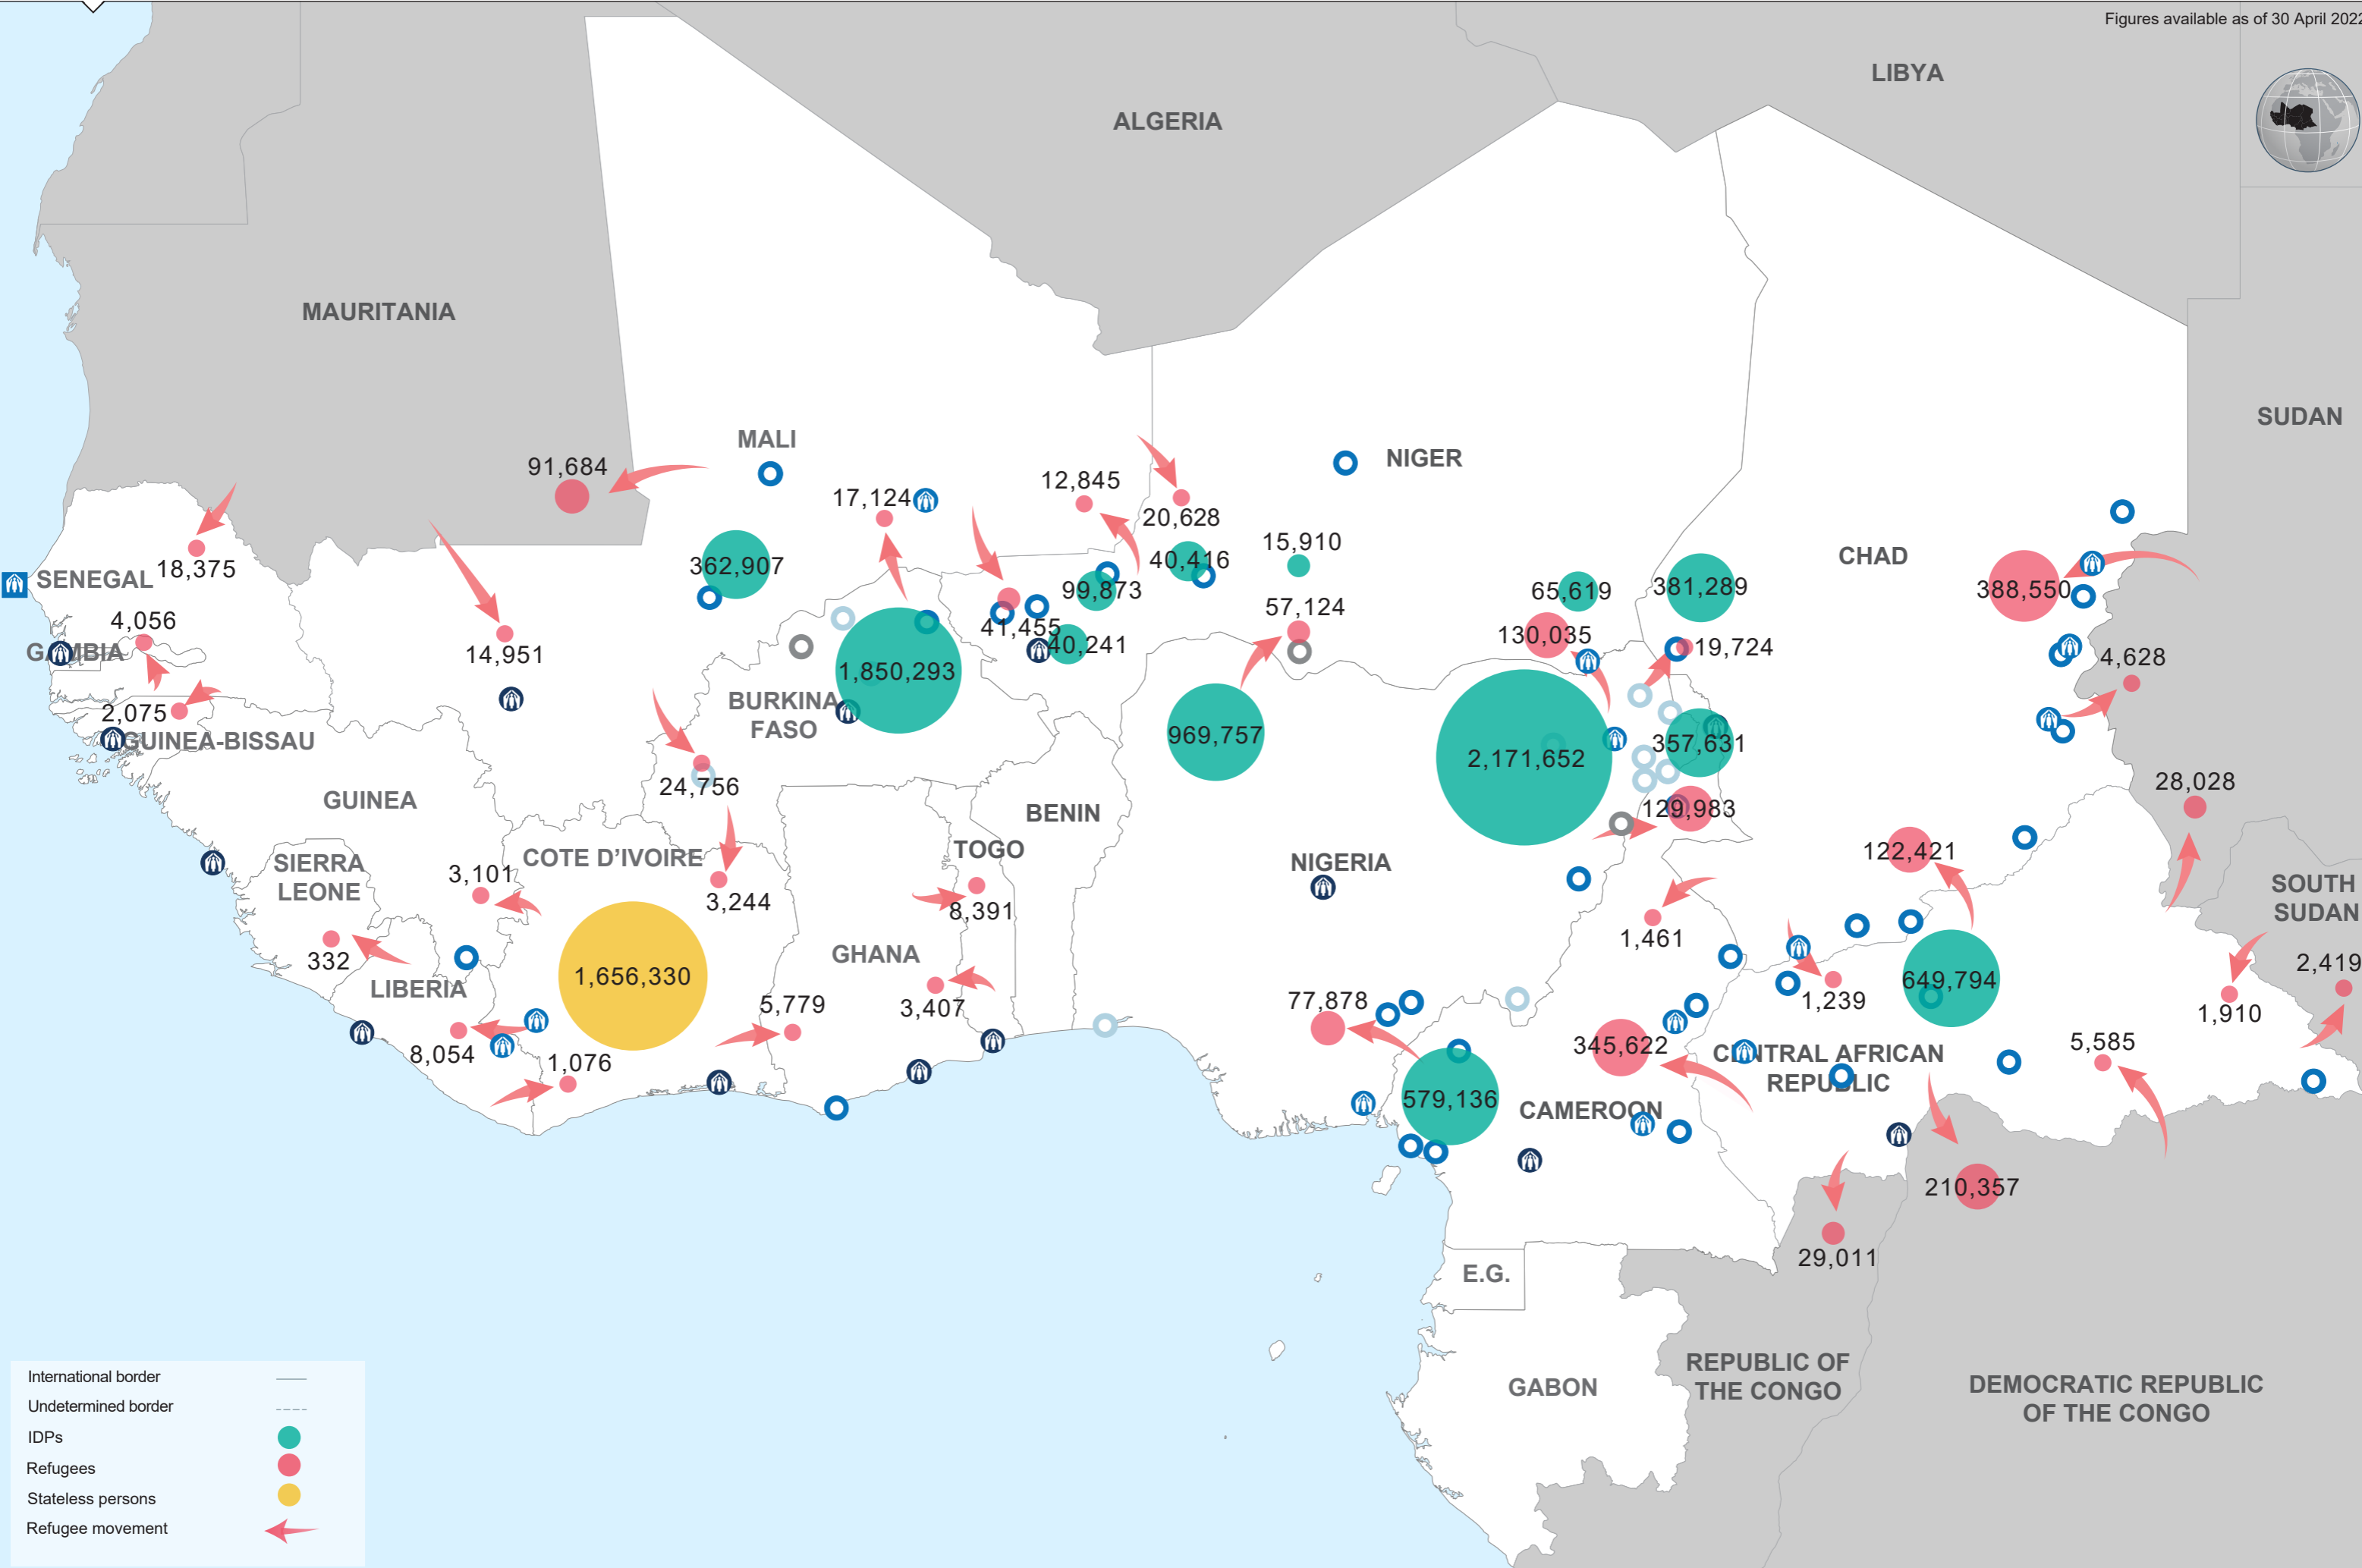 Figures available as of 30 April 2022
LIBYA
ALGERIA
MAURITANIA
SUDAN
MALI
NIGER
91,684
12,845
17,124
20,628
15,910
CHAD
SENEGAL
18,375
362,907
40,416
99,873
65,619
381,289
388,550
57,124
4,056
41,455
130,035
40,241
19,724
GAMBIA
14,951
4,628
1,850,293
BURKINA
FASO
2,075
GUINEA-BISSAU
969,757
2,171,652
357,631
24,756
28,028
GUINEA
BENIN
129,983
TOGO
COTE D’IVOIRE
122,421
SIERRA
LEONE
NIGERIA
3,101
3,244
8,391
SOUTH
SUDAN
1,461
332
GHANA
2,419
1,656,330
649,794
LIBERIA
77,878
1,239
5,779
3,407
1,910
8,054
345,622
5,585
1,076
CENTRAL AFRICAN
REPUBLIC
579,136
CAMEROON
210,357
29,011
E.G.
REPUBLIC OF
THE CONGO
GABON
DEMOCRATIC REPUBLIC
OF THE CONGO
International border
Undetermined border
IDPs
Refugees
Stateless persons
Refugee movement